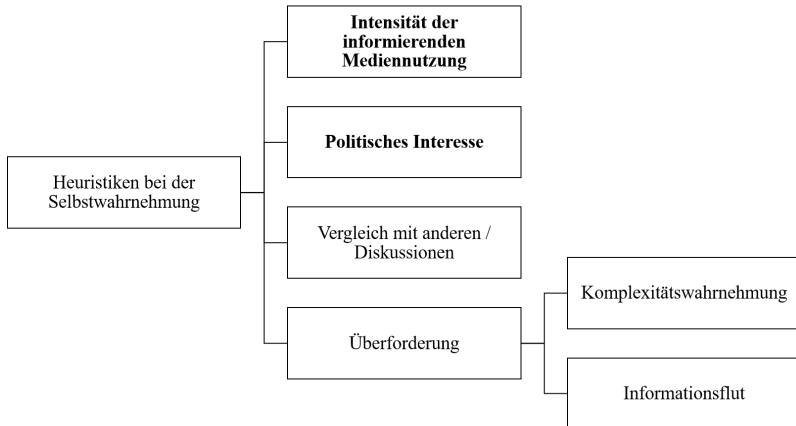 Intensität der
informierenden
Mediennutzung
Politisches Interesse
Heuristiken bei der
Selbstwahrnehmung
Vergleich mit anderen /
Diskussionen
Komplexitätswahrnehmung
Überforderung
Informationsflut